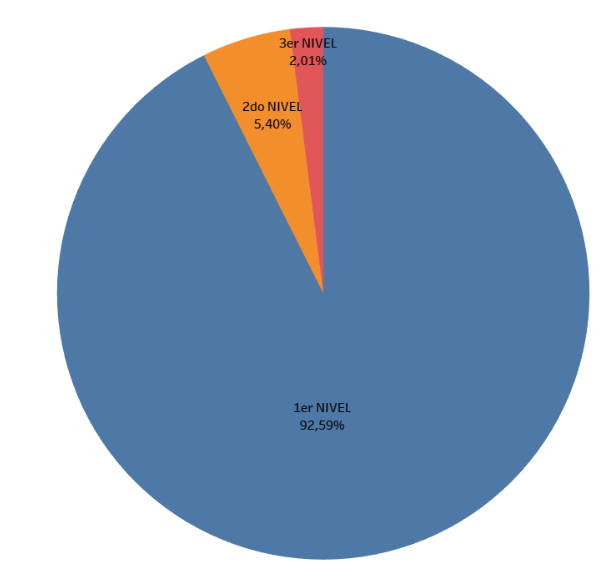 3er NIVEL
2,01%
2do NIVEL
5,40%
1er NIVEL
92,59%